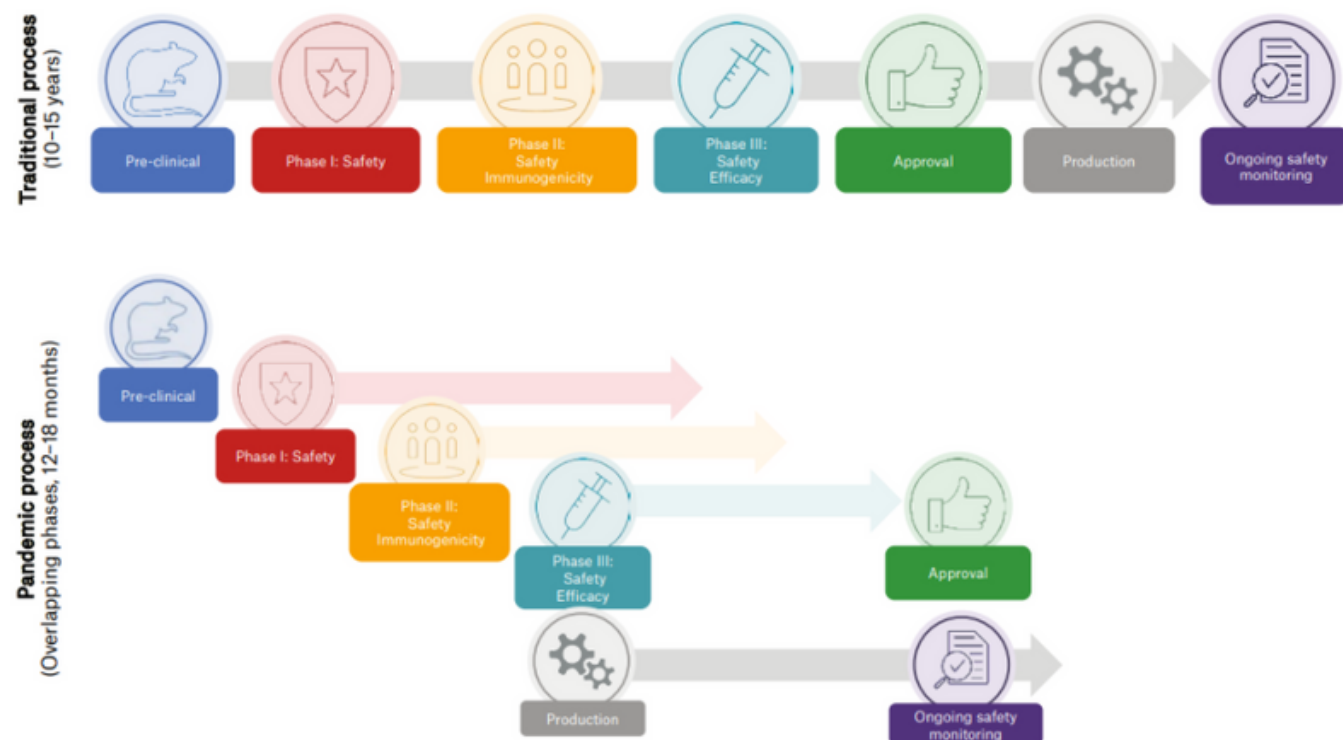 Traditional process
(10–15 years)
Pre-clinical
Phase I: Safety
Phase II:
Safety
Immunogenicity
Phase III:
Safety
Efficacy
Approval
Production
Ongoing safety
monitoring
Pandemic process
(Overlapping phases, 12–18 months)
Pre-clinical
Phase I: Safety
Phase II:
Safety
Immunogenicity
Phase III:
Safety
Efficacy
Approval
Production
Ongoing safety
monitoring